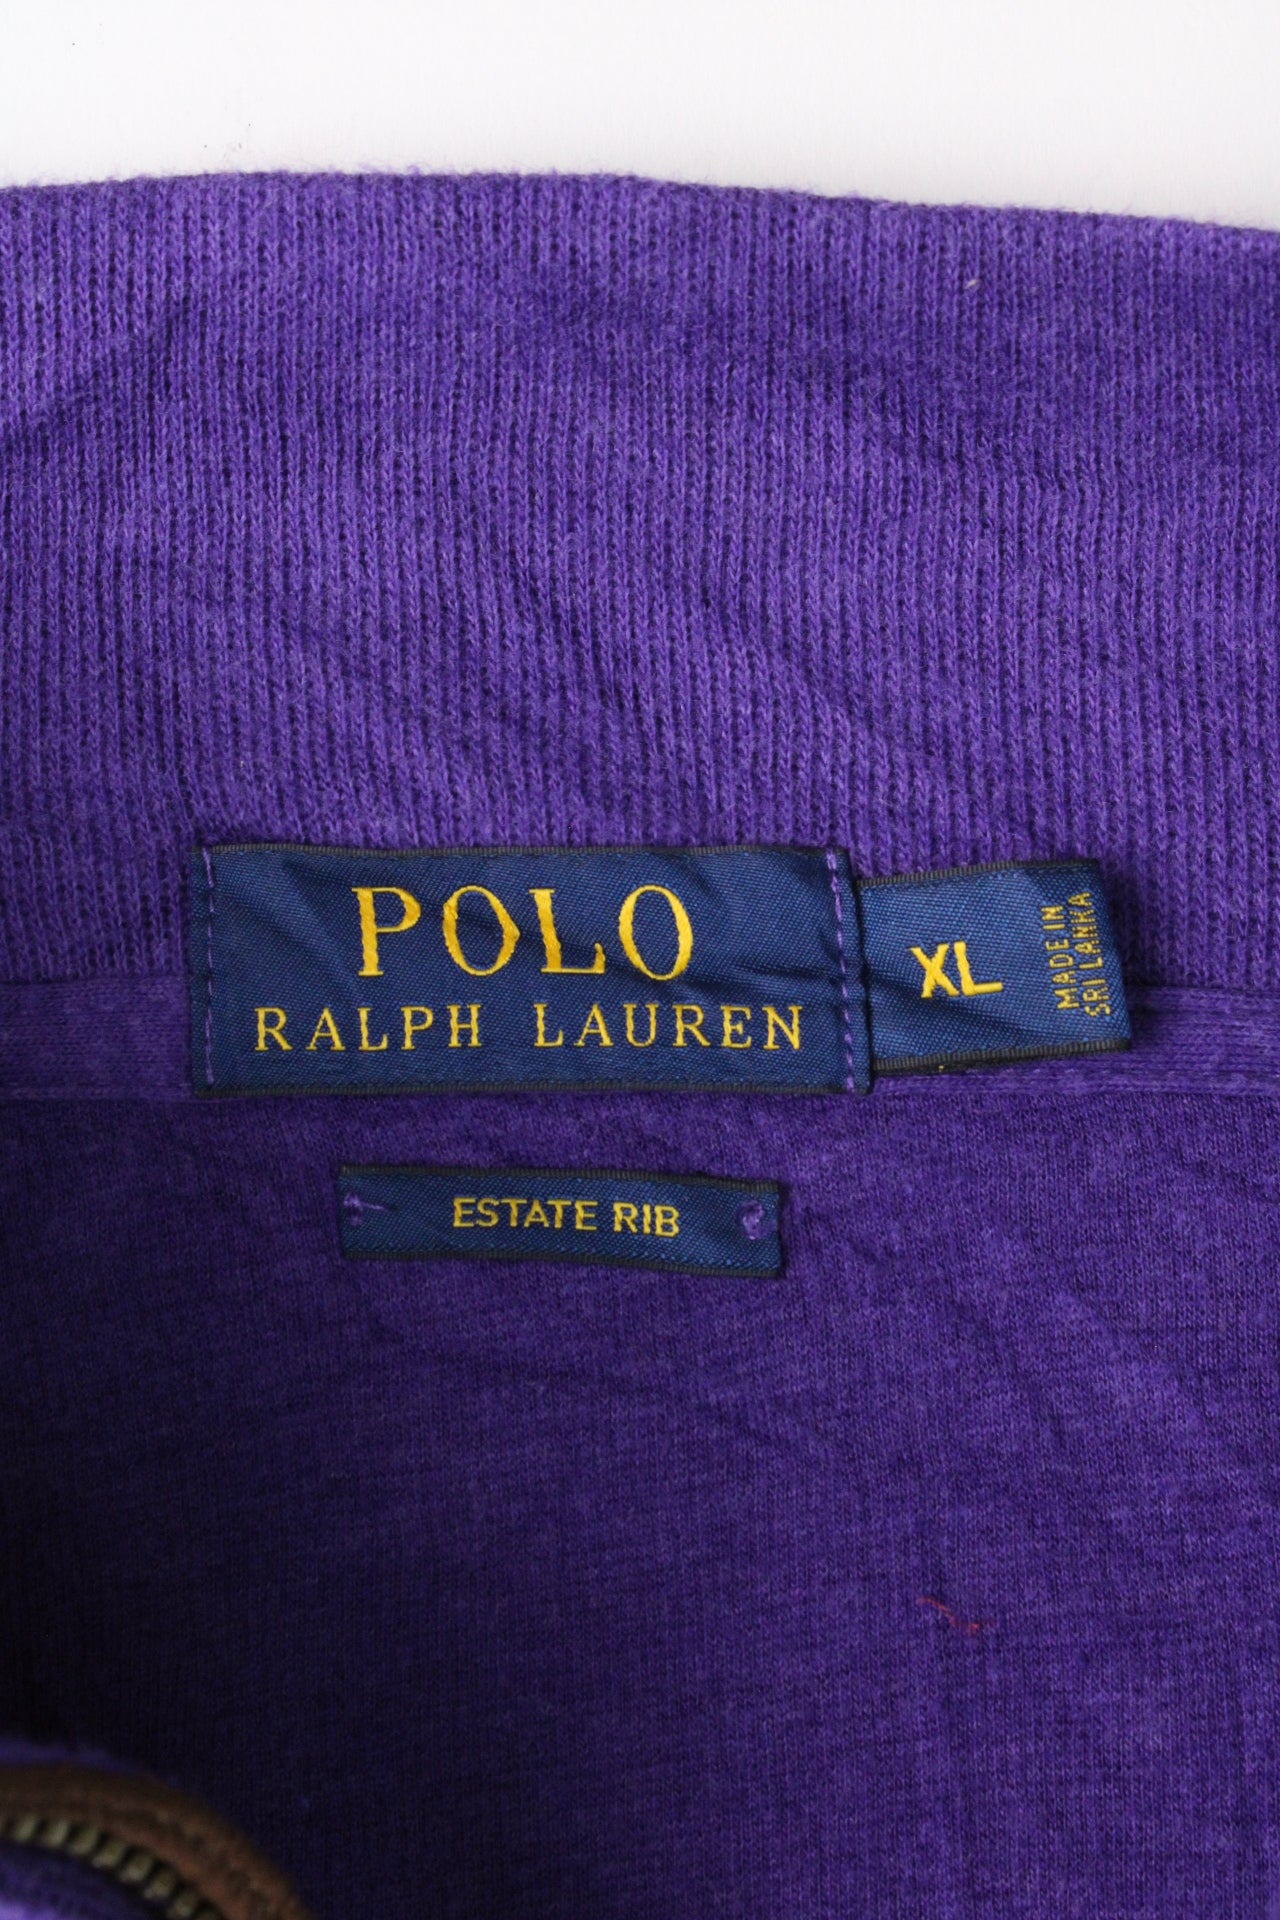 POLO
RALPH LAUREN
XL
MADE IN
SRI LANKA
ESTATE RIB